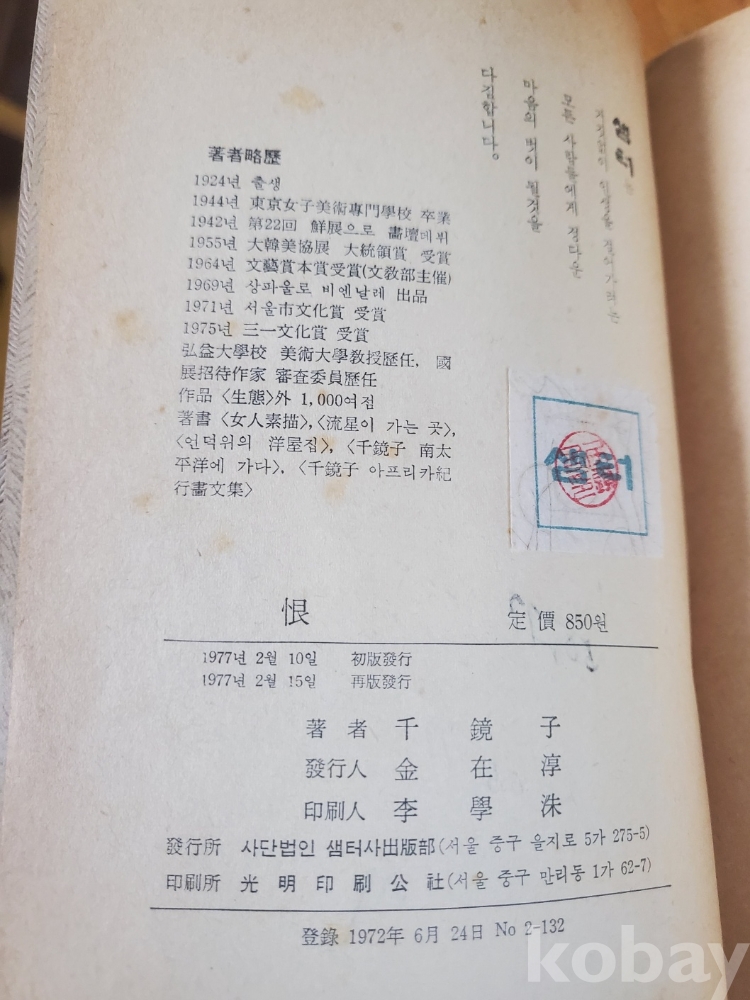 샘터는
거짓없이 인생을 젊어가려는
모든 사람들에게 정다운
마음의 벗이 될것을
다짐합니다.
著者略歷
1924년 출생
1944년 東京女子美術專門學校 卒業
1942년 第22回 鮮展으로 畵壇데뷔
1955년 大韓美協展 大統領賞 受賞
1964년 文藝賞本賞受賞(文敎部主催)
1969년 상파울로 비엔날레 出品
1971년 서울市文化賞 受賞
1975년 三一文化賞 受賞
弘益大學校 美術大學敎授歷任, 國
展招待作家 審査委員歷任
作品 〈生態〉外 1,000여점
著書 〈女人素描〉, 〈流星이 가는 곳〉,
〈언덕위의 洋屋집〉, 〈千鏡子 南太
平洋에 가다〉, 〈千鏡子 아프리카紀
行畵文集〉
샘터
恨 定價 850원
1977년 2월 10일 初版發行
1977년 2월 15일 再版發行
著者 千鏡子
發行人 金在淳
印刷人 李學洙
發行所 사단법인 샘터사出版部(서울 중구 을지로 5가 275-5)
印刷所 光明印刷公社(서울 중구 만리동 1가 62-7)
登錄 1972年 6월 24일 No 2-132
kobay